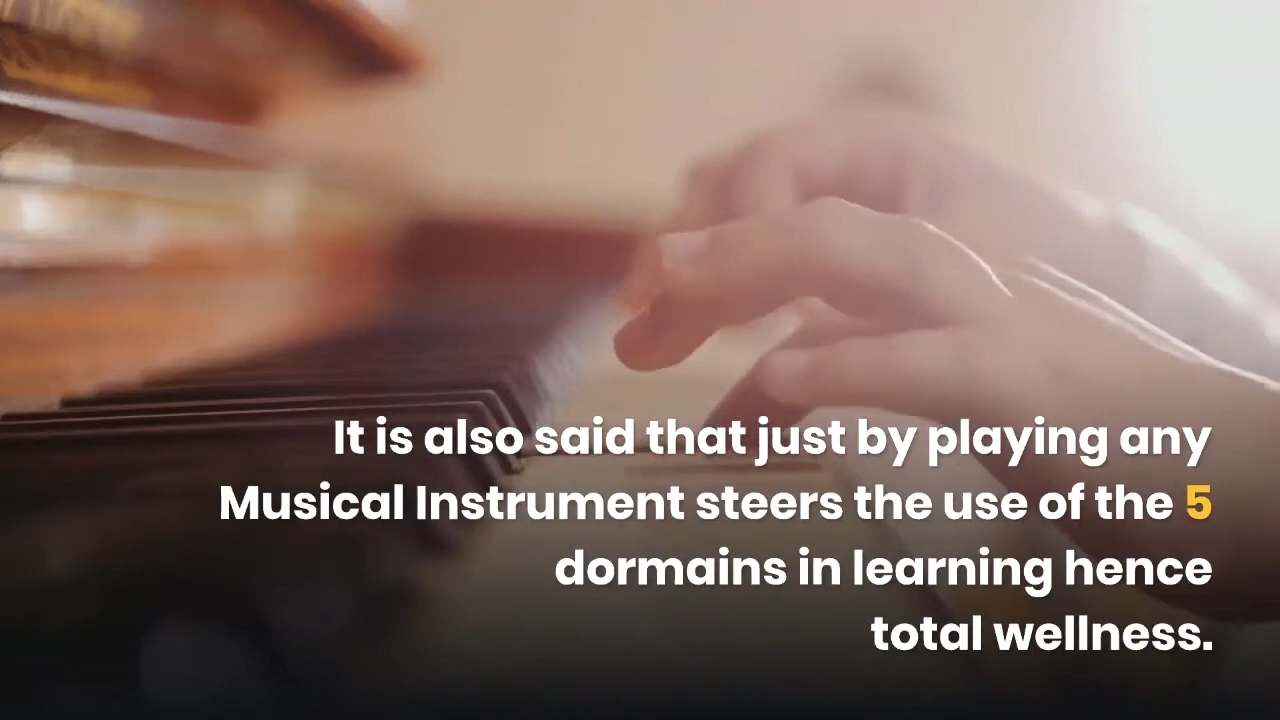 It is also said that just by playing any
Musical Instrument steers the use of the 5
dormains in learning hence
total wellness.